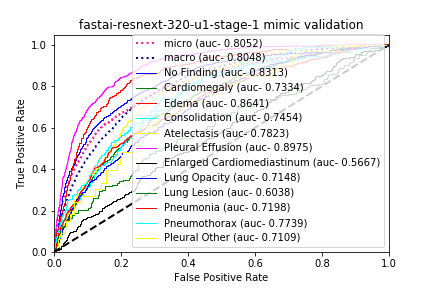 fastai-resnext-320-u1-stage-1 mimic validation
True Positive Rate
1.0
0.8
0.6
0.4
0.2
0.0
micro (auc- 0.8052)
macro (auc- 0.8048)
No Finding (auc- 0.8313)
Cardiomegaly (auc- 0.7334)
Edema (auc- 0.8641)
Consolidation (auc- 0.7454)
Atelectasis (auc- 0.7823)
Pleural Effusion (auc- 0.8975)
Enlarged Cardiomediastinum (auc- 0.5667)
Lung Opacity (auc- 0.7148)
Lung Lesion (auc- 0.6038)
Pneumonia (auc- 0.7198)
Pneumothorax (auc- 0.7739)
Pleural Other (auc- 0.7109)
0.0 0.2 0.4 0.6 0.8 1.0
False Positive Rate